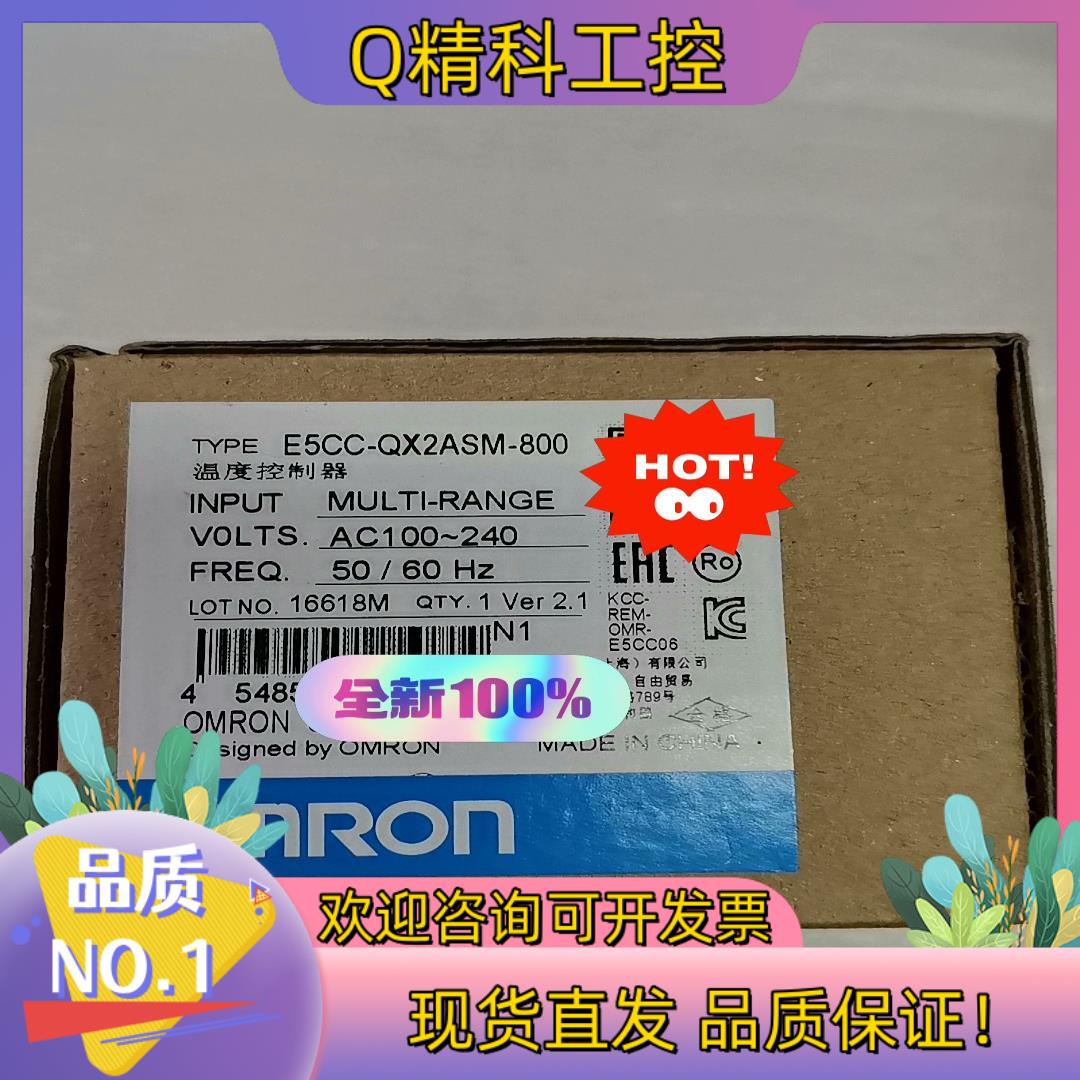 Q精科工控
TYPE E5CC-QX2ASM-800
温度控制器
INPUT MULTI-RANGE
VOLTS. AC100~240
FREQ. 50 / 60 Hz
LOT NO. 16618M QTY. 1 Ver 2.1
N1
HOT!
EAC
Ro
KCC-
REM-
OMR-
E5CC06
海）有限公司
自由贸易
789号
4 5485
全新100%
OMRON
signed by OMRON
MADE IN CHINA
OMRON
品质
NO.1
欢迎咨询可开发票
现货直发 品质保证！